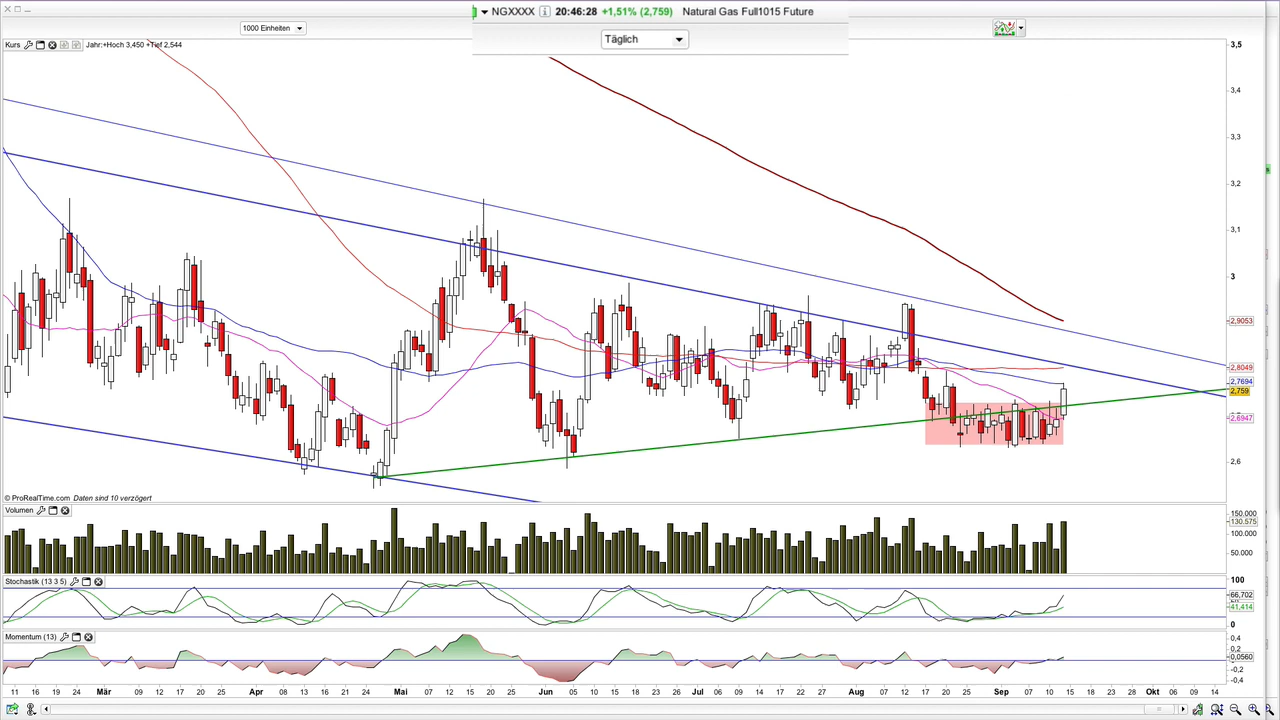 NGXXXX 20:46:28 +1,51% (2,759) Natural Gas Full1015 Future
1000 Einheiten
Täglich
Kurs Jahr:+Hoch 3,450 +Tief 2,544
3,5
3,4
3,3
3,2
3,1
3
2,9053
2,8049
2,7694
2,759
2,6947
2,6
© ProRealTime.com Daten sind 10 verzögert
Volumen
150.000
130.575
100.000
50.000
Stochastik (13 3 5)
100
66,702
41,414
0
Momentum (13)
0,4
0,2
0,0560
-0,2
-0,4
11 16 19 24 Mär 09 12 15 20 25 Apr 08 13 16 21 24 Mai 07 12 15 20 26 Jun 05 10 15 18 23 26 Jul 09 14 17 22 27 Aug 07 12 17 20 25 Sep 07 10 15 18 23 28 Okt 06 09 14